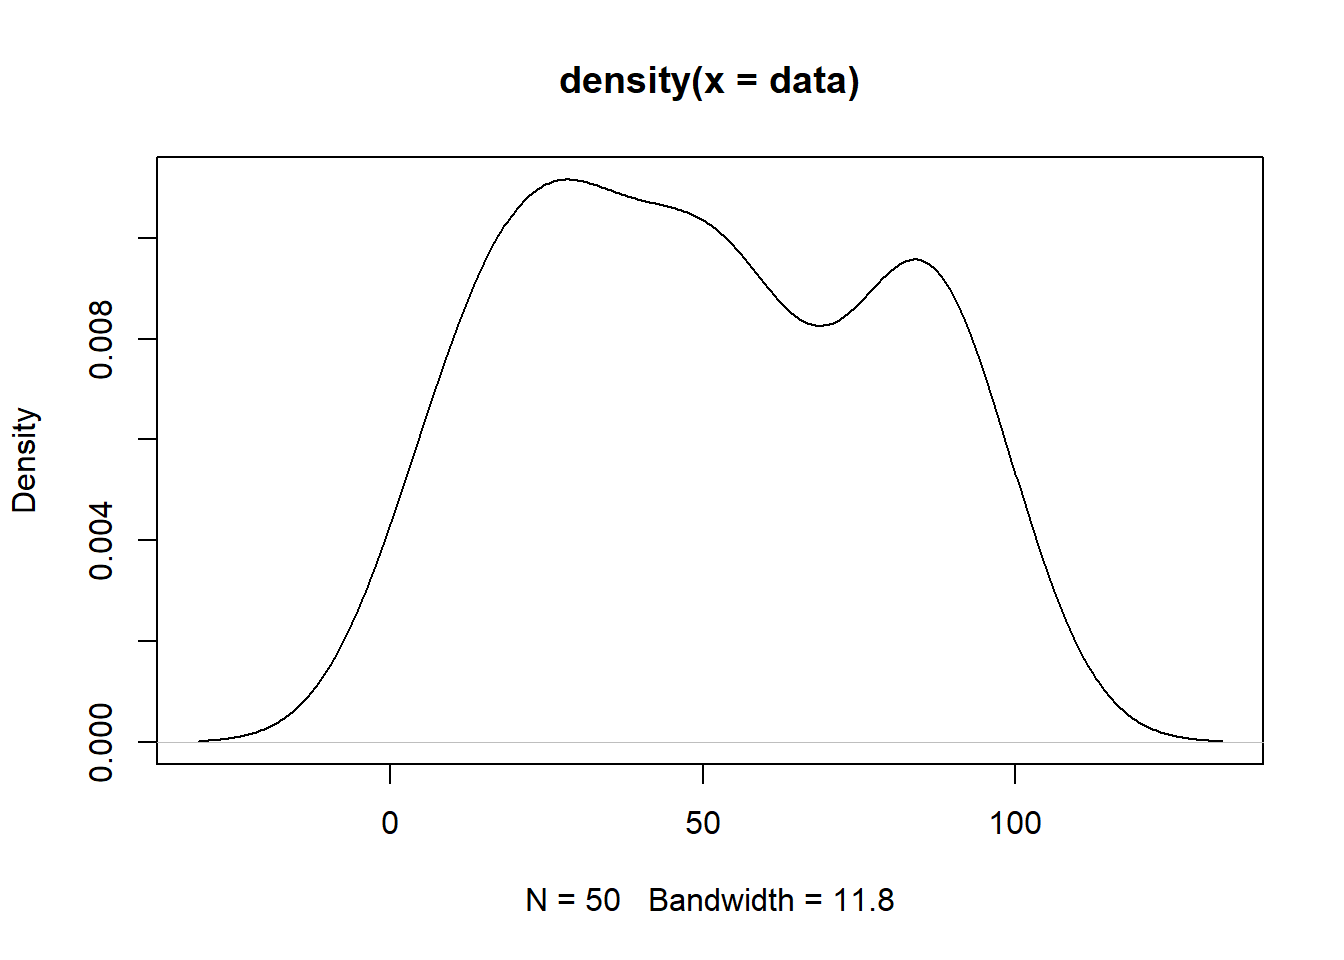 density(x = data)
Density
0.000
0.004
0.008
0
50
100
N = 50   Bandwidth = 11.8